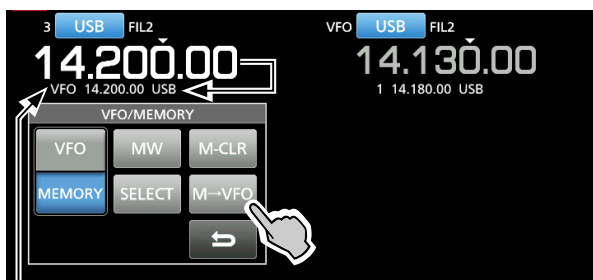 3 USB FIL2
14.200.00
VFO 14.200.00 USB
VFO/MEMORY
VFO MW M-CLR
MEMORY SELECT M→VFO
VFO USB FIL2
14.130.00
1 14.180.00 USB